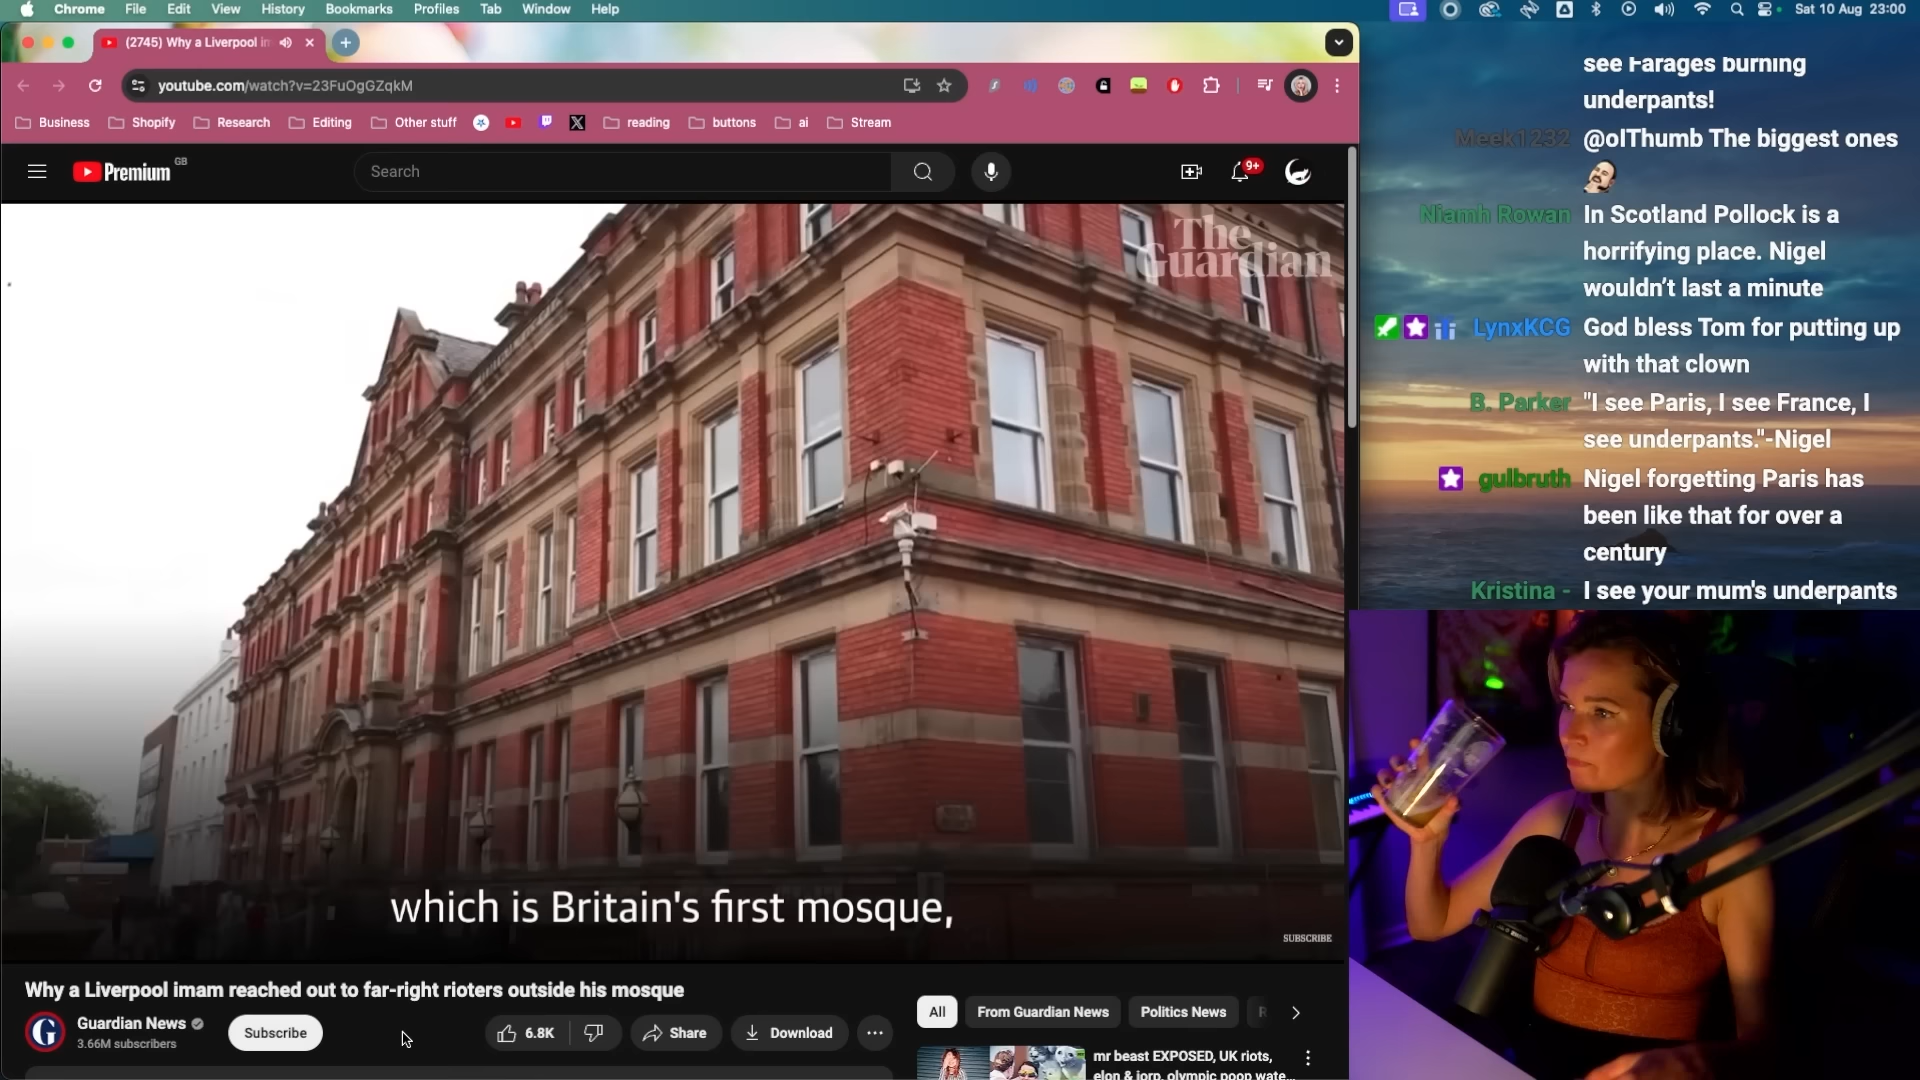 Chrome File Edit View History Bookmarks Profiles Tab Window Help
Sat 10 Aug 23:00
(2745) Why a Liverpool im
youtube.com/watch?v=23FuOgGZqkM
Business Shopify Research Editing Other stuff reading buttons ai Stream
Premium GB
Search
9+
The
Guardian
which is Britain's first mosque,
SUBSCRIBE
Why a Liverpool imam reached out to far-right rioters outside his mosque
Guardian News
3.66M subscribers
Subscribe
6.8K
Share
Download
All From Guardian News Politics News R
mr beast EXPOSED, UK riots,
elon & jorp, olympic poop wate...
see Farages burning
underpants!
Meek1232 @olThumb The biggest ones
Niamh Rowan In Scotland Pollock is a
horrifying place. Nigel
wouldn't last a minute
LynxKCG God bless Tom for putting up
with that clown
B. Parker "I see Paris, I see France, I
see underpants."-Nigel
gulbruth Nigel forgetting Paris has
been like that for over a
century
Kristina - I see your mum's underpants